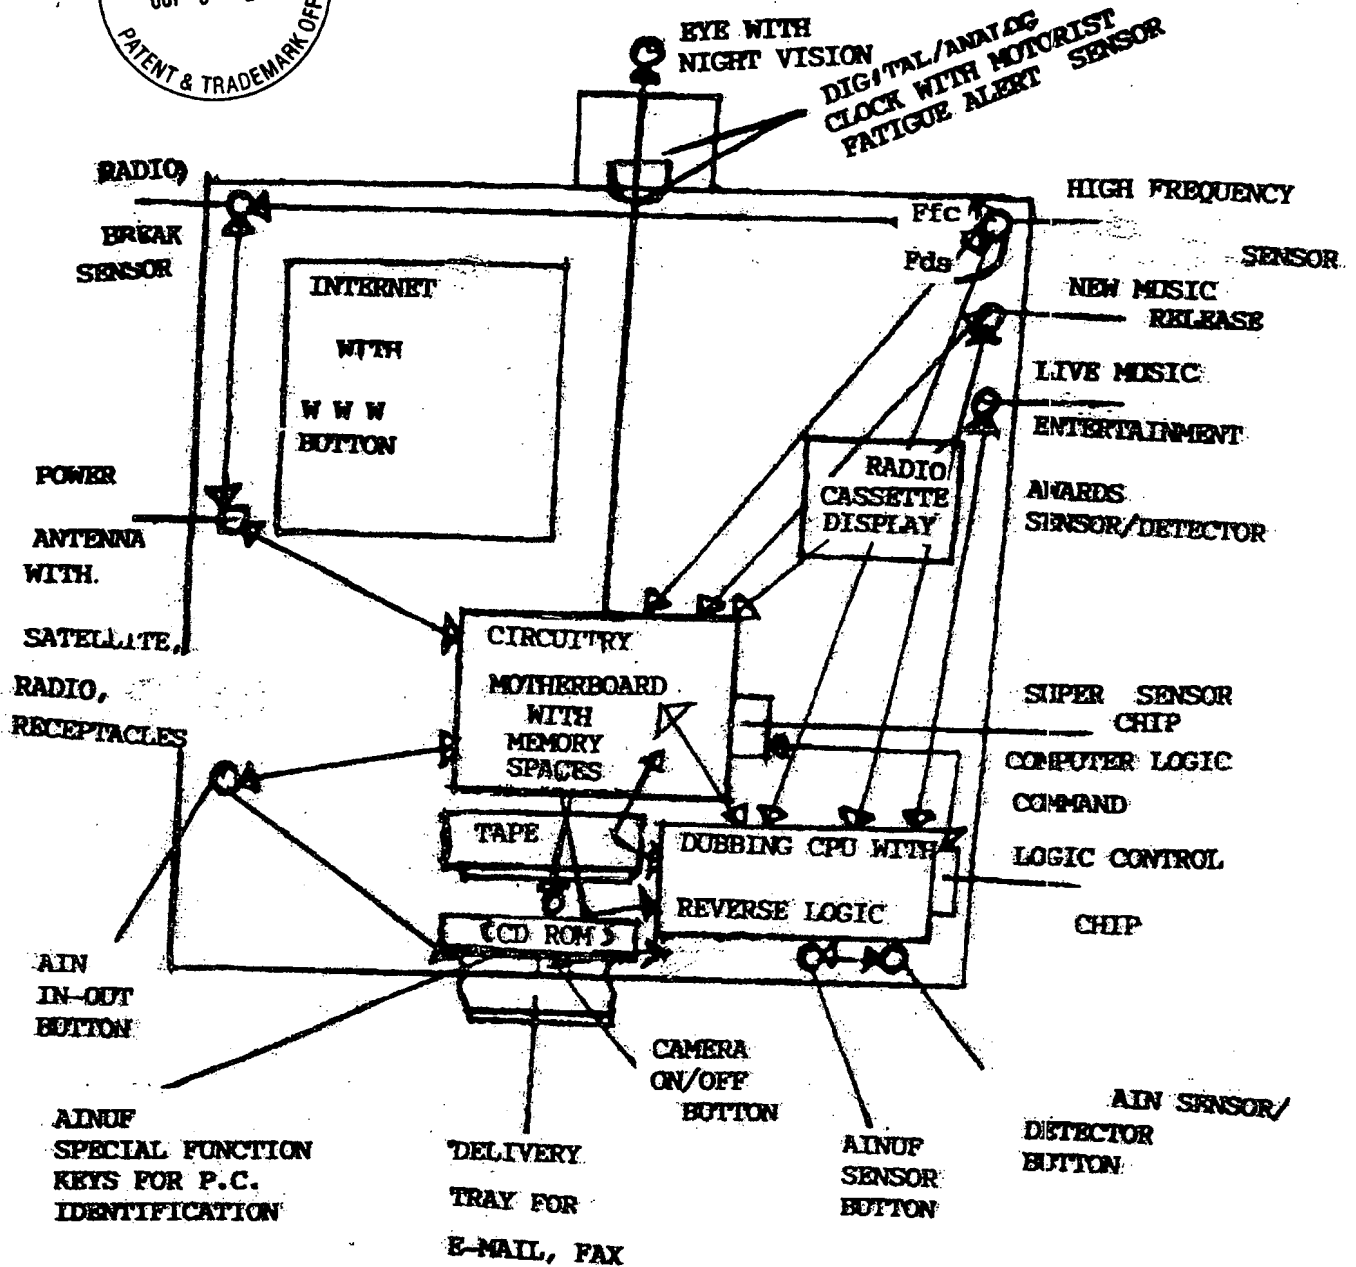 PATENT & TRADEMARK OFF
EYE WITH
NIGHT VISION
DIGITAL/ANALOG
CLOCK WITH MOTORIST
FATIGUE ALERT SENSOR
RADIO
BREAK
SENSOR
HIGH FREQUENCY
SENSOR
Ffc
Fds
NEW MUSIC
RELEASE
LIVE MUSIC
ENTERTAINMENT
AWARDS
SENSOR/DETECTOR
INTERNET
WITH
W W W
BUTTON
POWER
ANTENNA
WITH.
SATELLITE,
RADIO,
RECEPTACLES
RADIO
CASSETTE
DISPLAY
CIRCUITRY
MOTHERBOARD
WITH
MEMORY
SPACES
SUPER SENSOR
CHIP
COMPUTER LOGIC
COMMAND
LOGIC CONTROL
CHIP
TAPE
DUBBING CPU WITH
REVERSE LOGIC
(CD ROM)
AIN
IN-OUT
BUTTON
AINUF
SPECIAL FUNCTION
KEYS FOR P.C.
IDENTIFICATION
DELIVERY
TRAY FOR
E-MAIL, FAX
CAMERA
ON/OFF
BUTTON
AINUF
SENSOR
BUTTON
AIN SENSOR/
DETECTOR
BUTTON